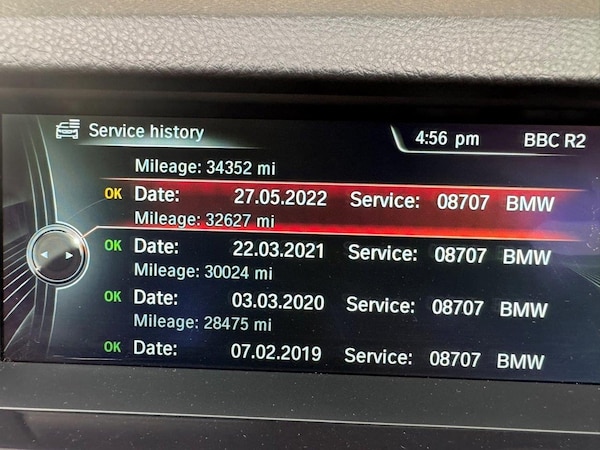 Service history 4:56 pm BBC R2
Mileage: 34352 mi
OK Date: 27.05.2022 Service: 08707 BMW
Mileage: 32627 mi
OK Date: 22.03.2021 Service: 08707 BMW
Mileage: 30024 mi
OK Date: 03.03.2020 Service: 08707 BMW
Mileage: 28475 mi
OK Date: 07.02.2019 Service: 08707 BMW